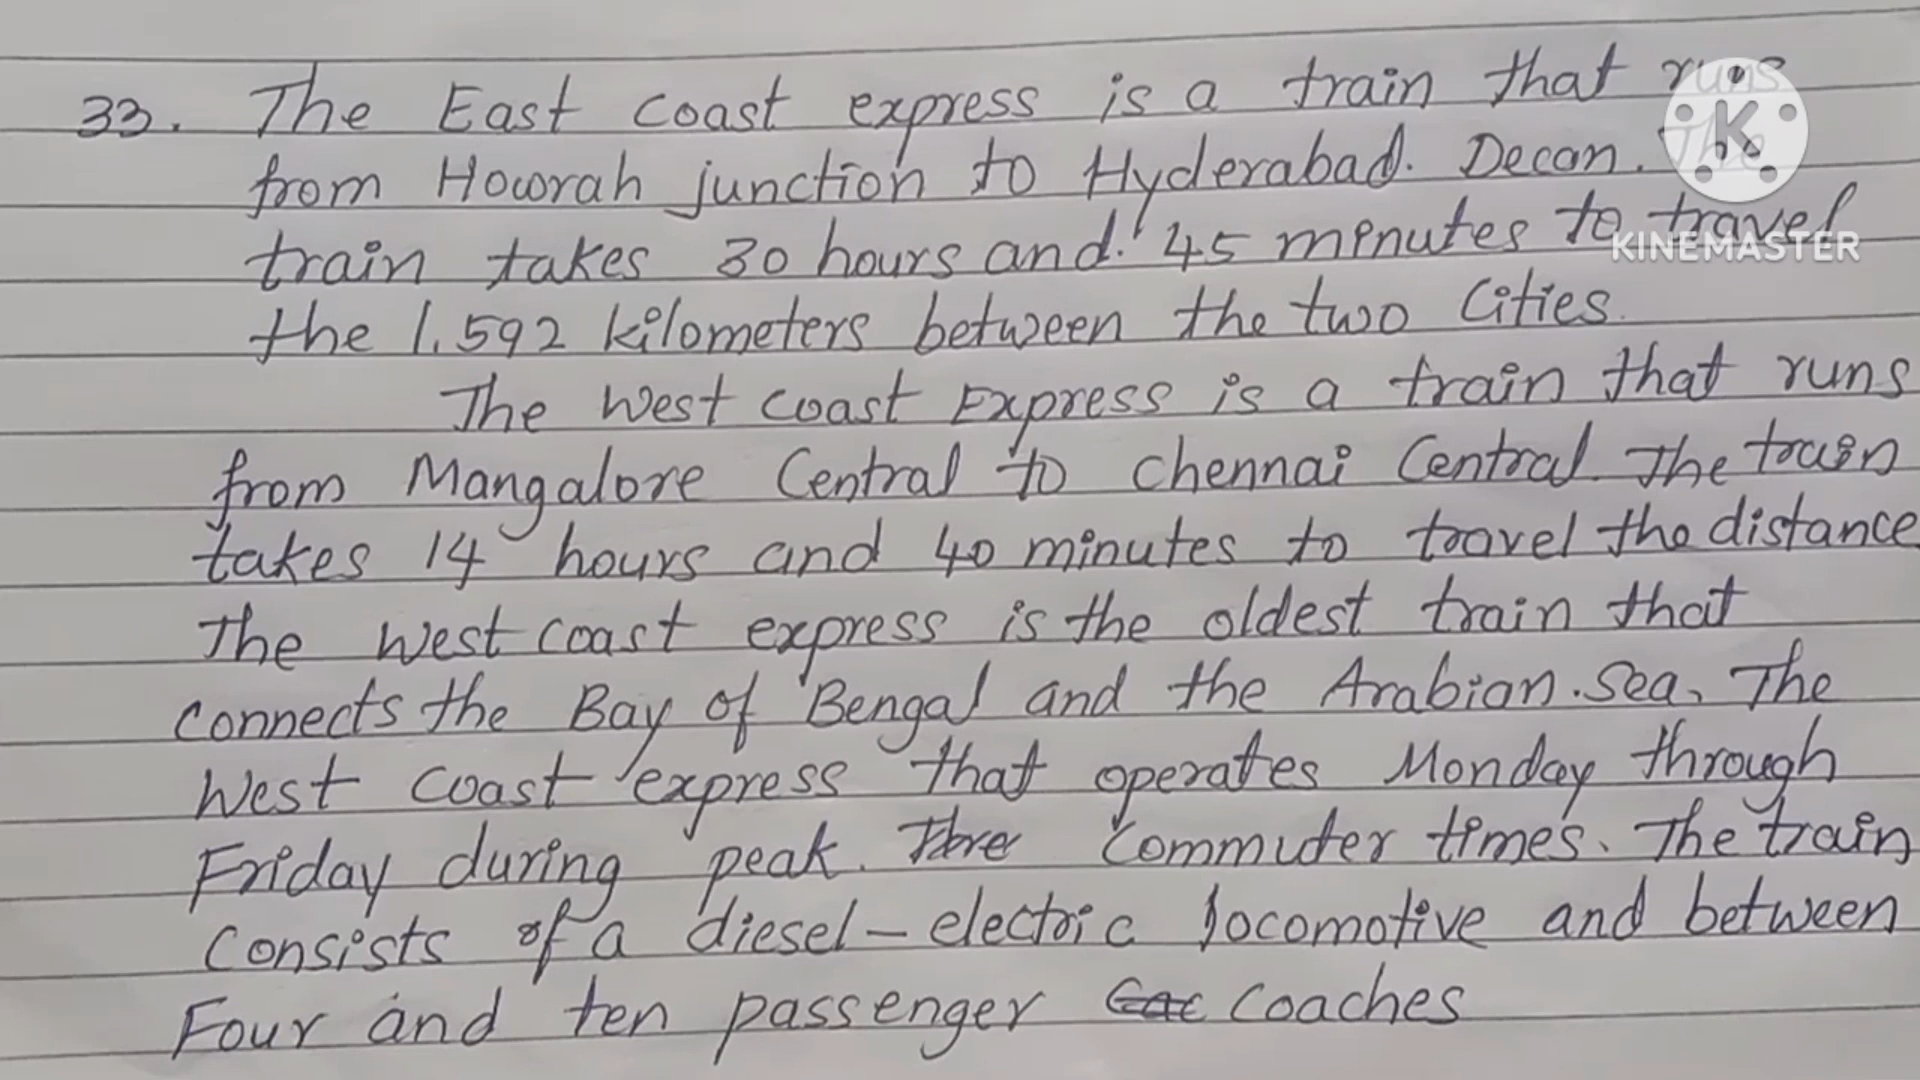 33. The East coast express is a train that runs
from Howrah junction to Hyderabad. Decan. The
train takes 30 hours and 45 minutes to travel
the 1.592 kilometers between the two Cities.
The west coast Express is a train that runs
from Mangalore Central to Chennai Central. The train
takes 14 hours and 40 minutes to travel the distance
The west coast express is the oldest train that
connects the Bay of Bengal and the Arabian. Sea. The
West coast express that operates Monday through
Friday during peak. Commuter times. The train
Consists of a diesel-electric locomotive and between
Four and ten passenger coaches
K
KINEMASTER